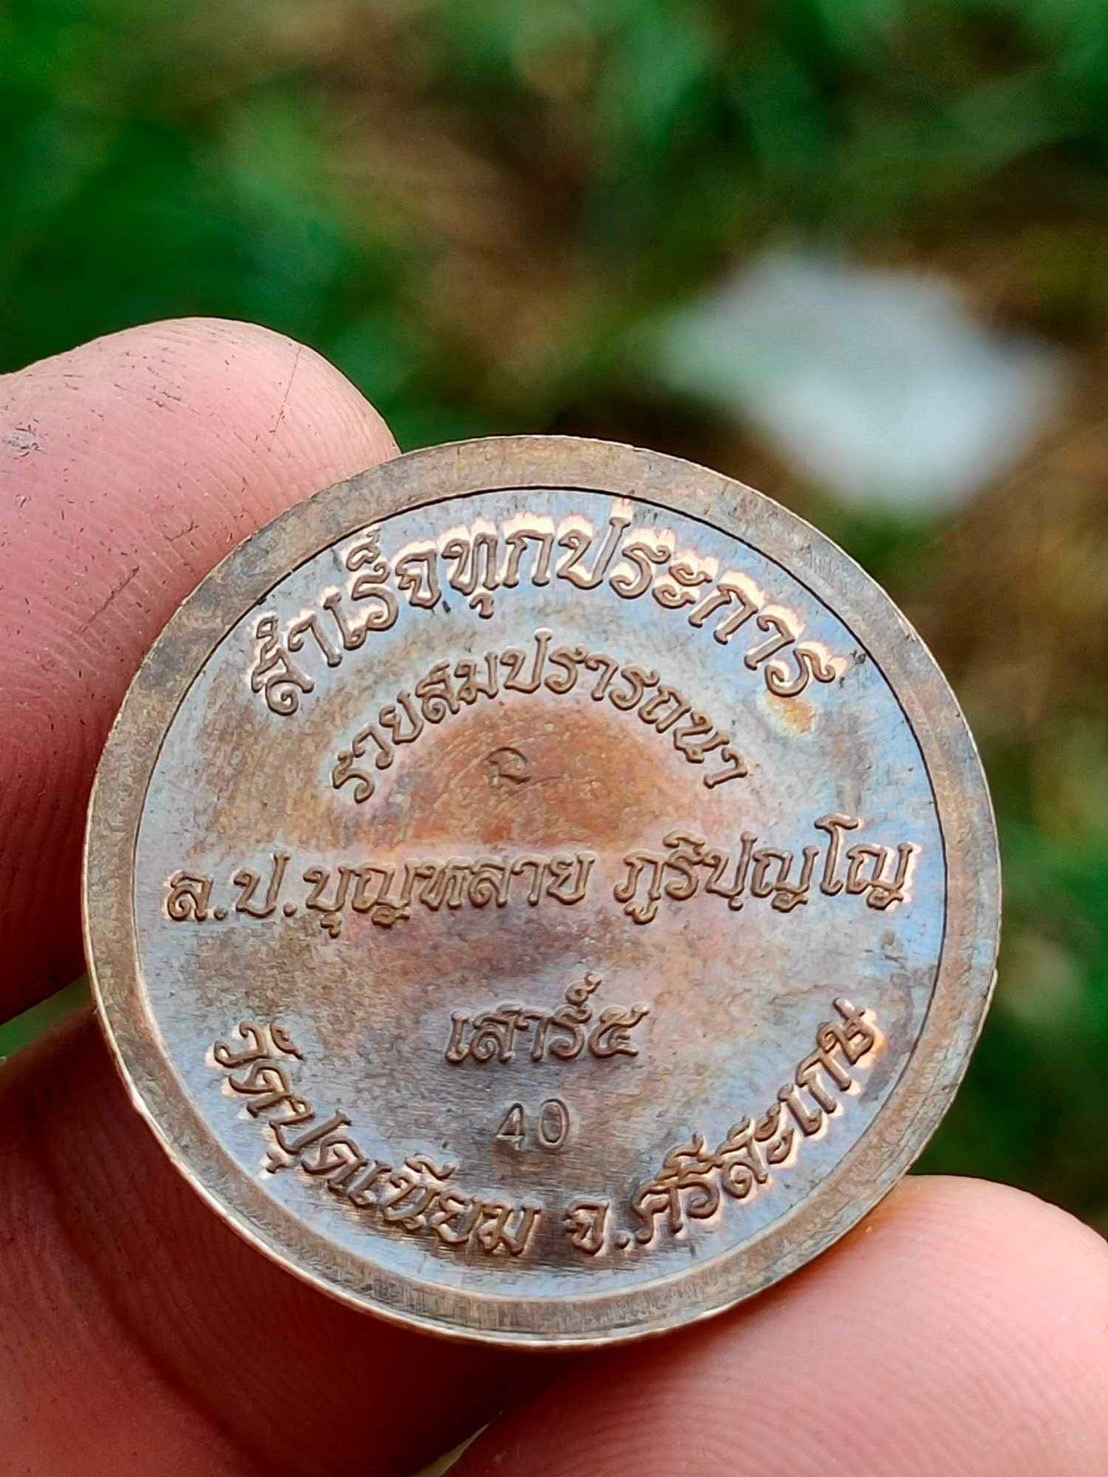 สำเร็จทุกประการ
รวยสมปรารถนา
ล.ป.บุญหลาย ภูริปฺญโญ
เสาร์๕
40
วัดปุดเนียม จ.ศรีสะเกษ